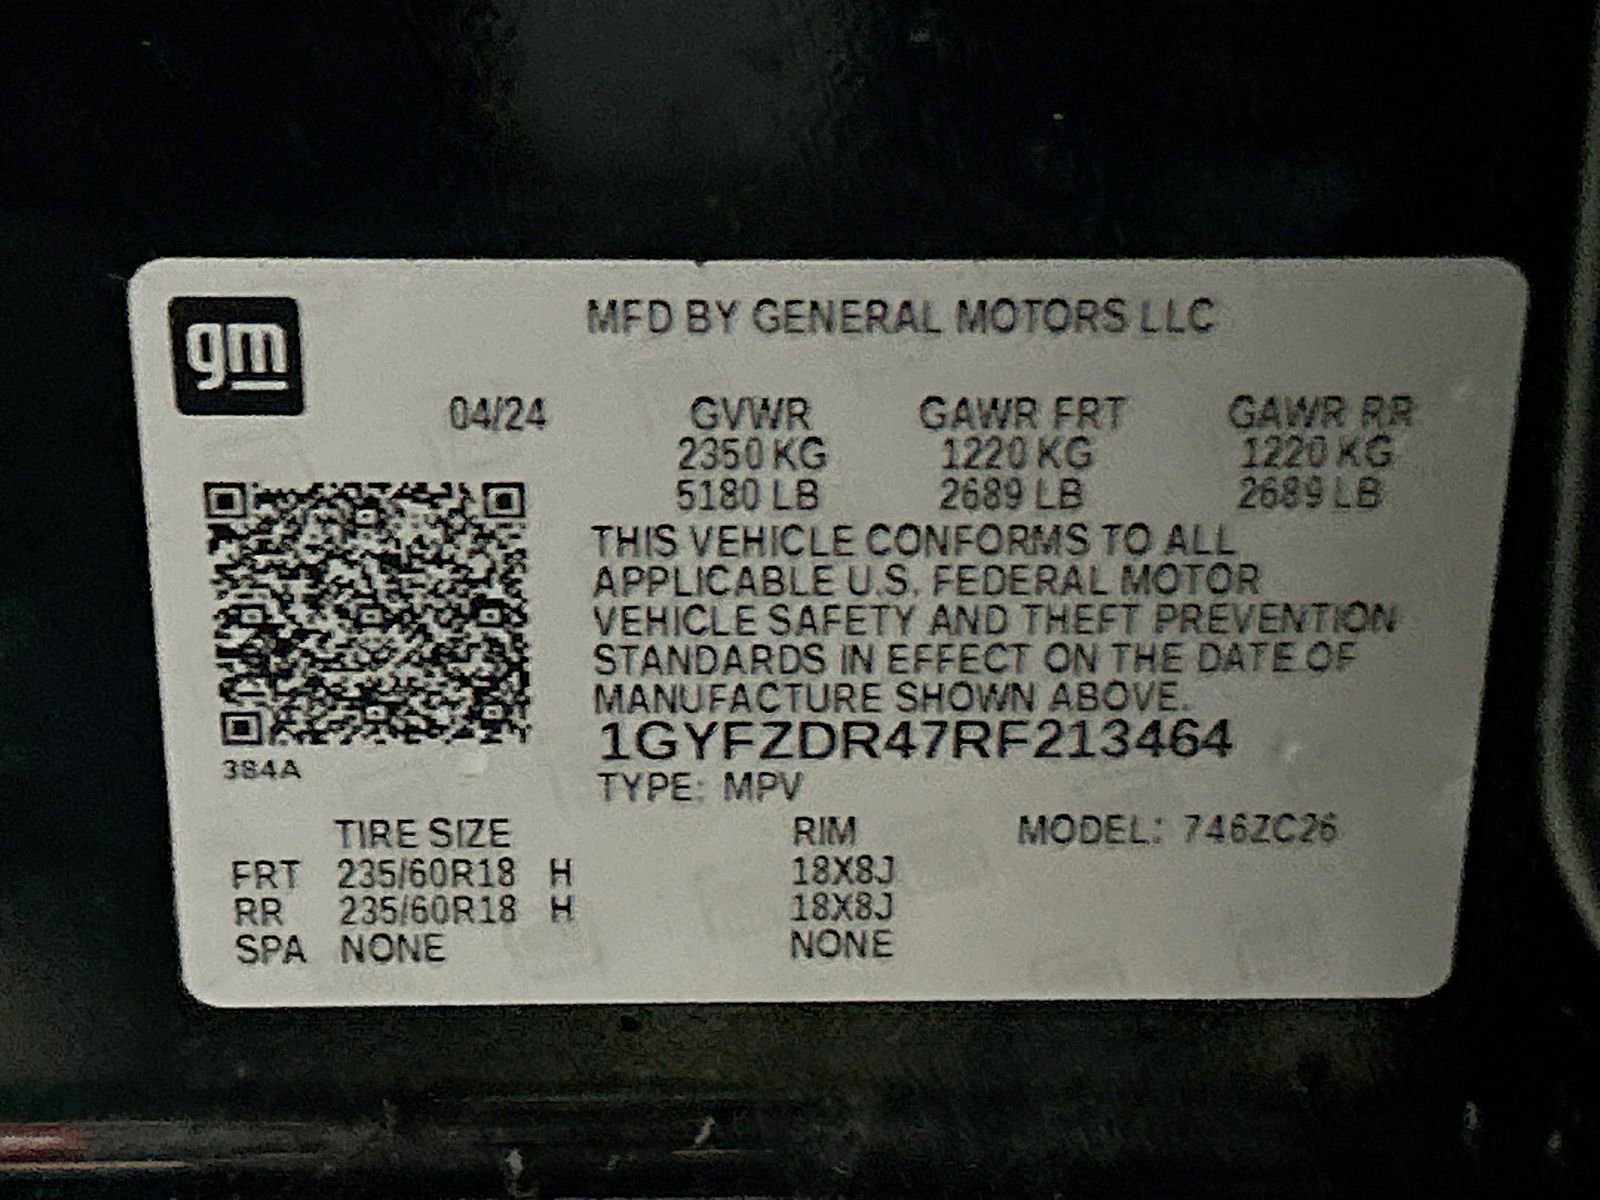 gm
MFD BY GENERAL MOTORS LLC
04/24 GVWR GAWR FRT GAWR RR
2350 KG 1220 KG 1220 KG
5180 LB 2689 LB 2689 LB
THIS VEHICLE CONFORMS TO ALL
APPLICABLE U.S. FEDERAL MOTOR
VEHICLE SAFETY AND THEFT PREVENTION
STANDARDS IN EFFECT ON THE DATE OF
MANUFACTURE SHOWN ABOVE.
1GYFZDR47RF213464
384A
TYPE: MPV
TIRE SIZE RIM MODEL: 746ZC26
FRT 235/60R18 H 18X8J
RR 235/60R18 H 18X8J
SPA NONE NONE